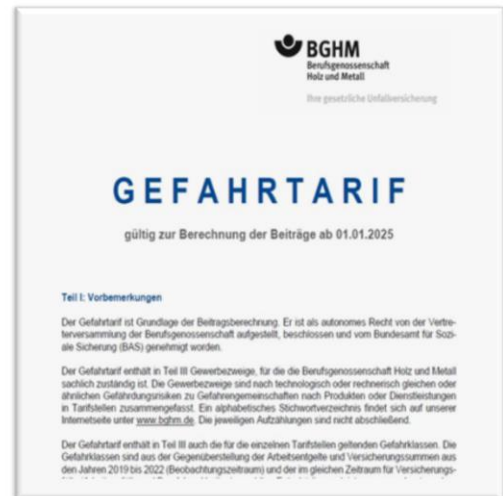 BGHM
Berufsgenossenschaft
Holz und Metall
Ihre gesetzliche Unfallversicherung
GEFAHRTARIF
gültig zur Berechnung der Beiträge ab 01.01.2025
Teil I: Vorbemerkungen
Der Gefahrtarif ist Grundlage der Beitragsberechnung. Er ist als autonomes Recht von der Vertre-
terversammlung der Berufsgenossenschaft aufgestellt, beschlossen und vom Bundesamt für Sozi-
ale Sicherung (BAS) genehmigt worden.
Der Gefahrtarif enthält in Teil III Gewerbezweige, für die die Berufsgenossenschaft Holz und Metall
sachlich zuständig ist. Die Gewerbezweige sind nach technologisch oder rechnerisch gleichen oder
ähnlichen Gefährdungsrisiken zu Gefahrengemeinschaften nach Produkten oder Dienstleistungen
in Tarifstellen zusammengefasst. Ein alphabetisches Stichwortverzeichnis findet sich auf unserer
Internetseite unter www.bghm.de. Die jeweiligen Aufzählungen sind nicht abschließend.
Der Gefahrtarif enthält in Teil III auch die für die einzelnen Tarifstellen geltenden Gefahrklassen. Die
Gefahrklassen sind aus der Gegenüberstellung der Arbeitsentgelte und Versicherungssummen aus
den Jahren 2019 bis 2022 (Beobachtungszeitraum) und der im gleichen Zeitraum für Versicherungs-